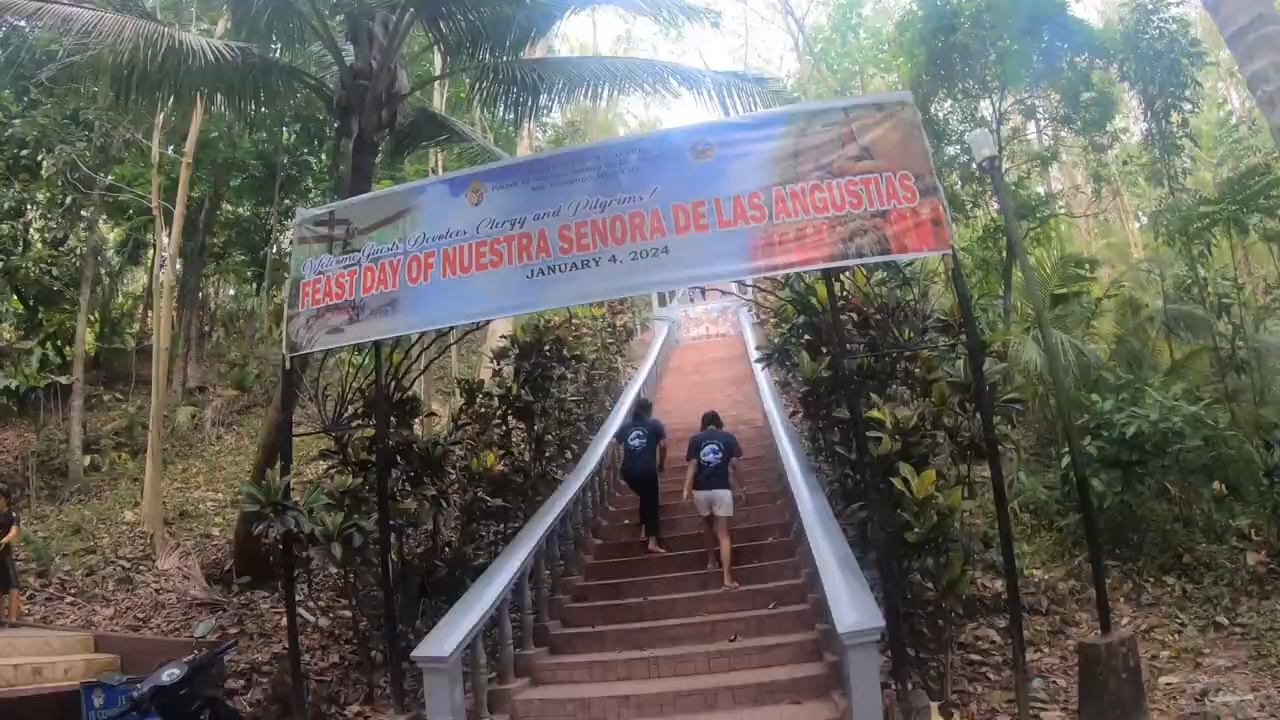 Welcome Guests, Devotees, Clergy and Pilgrims!
FEAST DAY OF NUESTRA SENORA DE LAS ANGUSTIAS
JANUARY 4, 2024